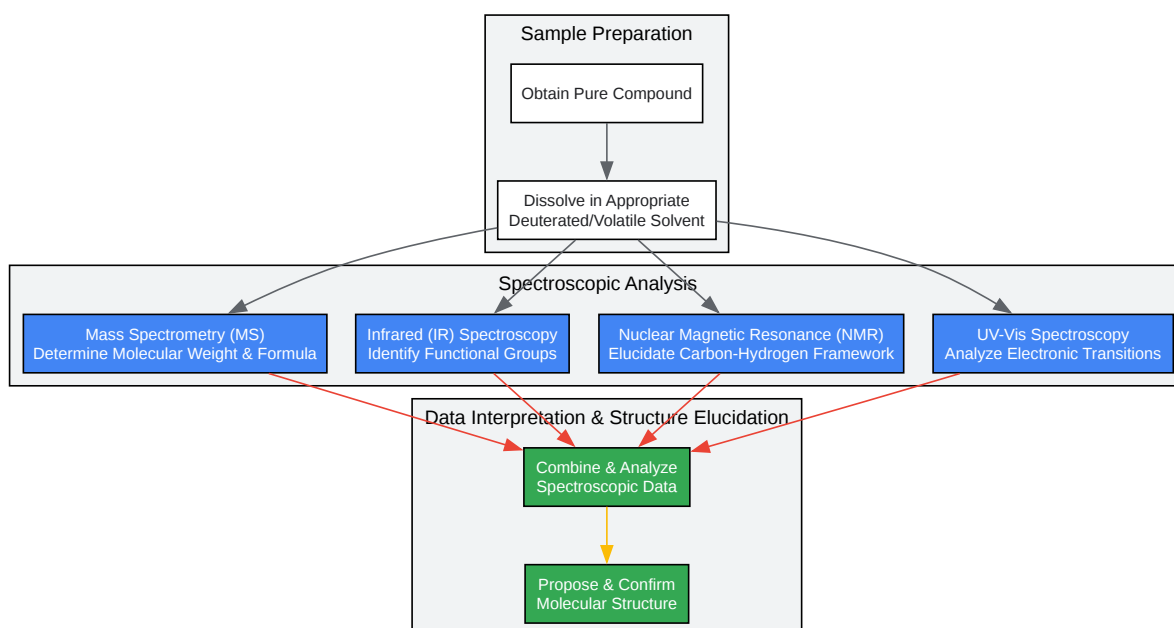 Sample Preparation
Obtain Pure Compound
Dissolve in Appropriate
Deuterated/Volatile Solvent
Spectroscopic Analysis
Mass Spectrometry (MS)
Determine Molecular Weight & Formula
Infrared (IR) Spectroscopy
Identify Functional Groups
Nuclear Magnetic Resonance (NMR)
Elucidate Carbon-Hydrogen Framework
UV-Vis Spectroscopy
Analyze Electronic Transitions
Data Interpretation & Structure Elucidation
Combine & Analyze
Spectroscopic Data
Propose & Confirm
Molecular Structure